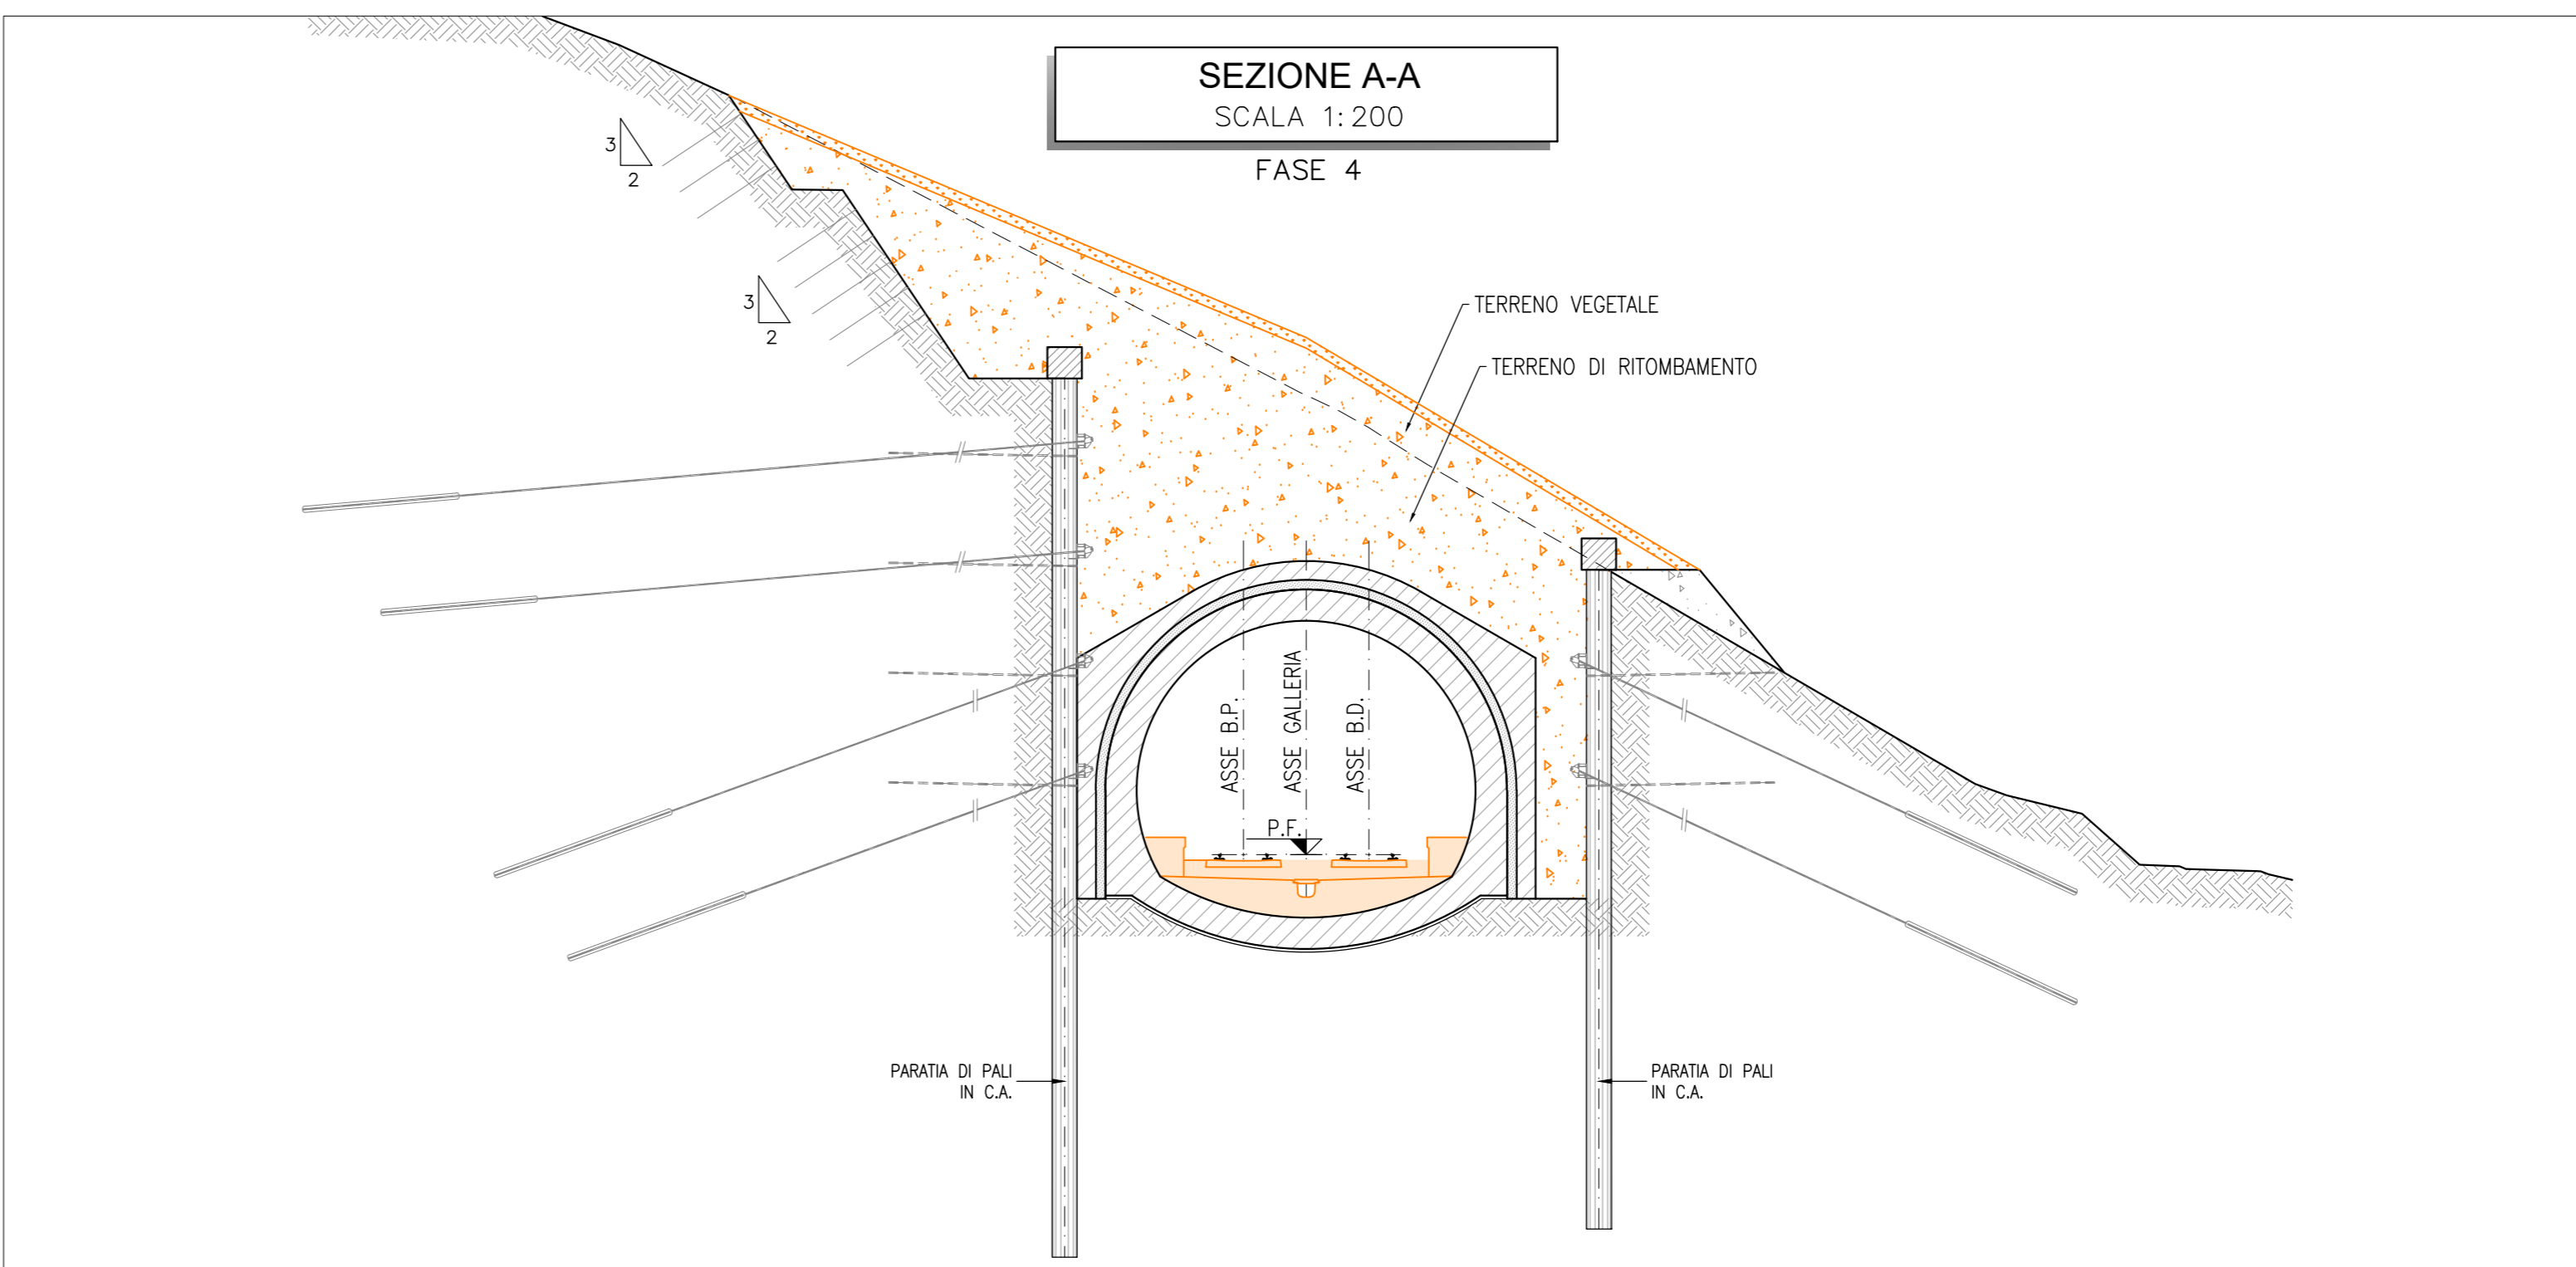 SEZIONE A-A
SCALA 1:200
FASE 4
3
2
3
2
TERRENO VEGETALE
TERRENO DI RITOMBAMENTO
ASSE B.P.
ASSE GALLERIA
ASSE B.D.
P.F.
PARATIA DI PALI
IN C.A.
PARATIA DI PALI
IN C.A.